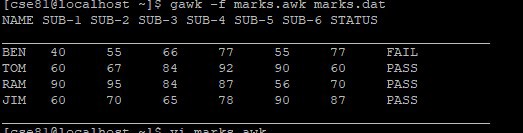 [cse81@localhost ~]$ gawk -f marks.awk marks.dat
NAME SUB-1 SUB-2 SUB-3 SUB-4 SUB-5 SUB-6 STATUS
BEN 40 55 66 77 55 77 FAIL
TOM 60 67 84 92 90 60 PASS
RAM 90 95 84 87 56 70 PASS
JIM 60 70 65 78 90 87 PASS
[cse81@localhost ~]$ vi marks.awk